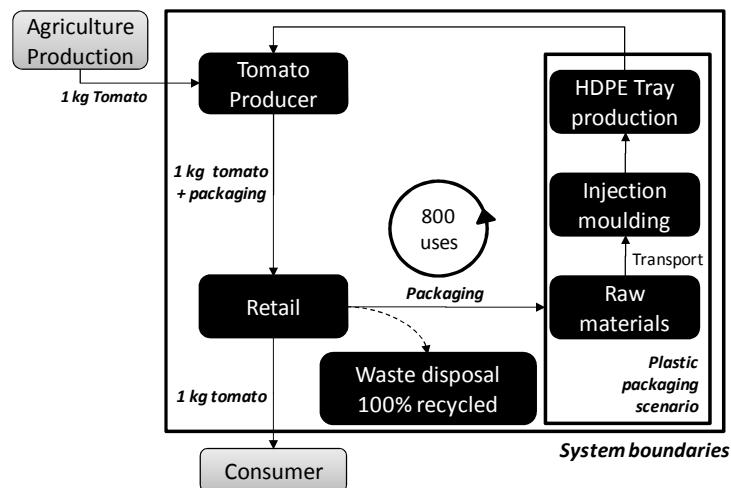 Agriculture
Production
1 kg Tomato
Tomato
Producer
HDPE Tray
production
1 kg  tomato
+ packaging
800
uses
Injection
moulding
Transport
Packaging
Retail
Raw
materials
Waste disposal
100% recycled
Plastic
packaging
scenario
1 kg tomato
System boundaries
Consumer